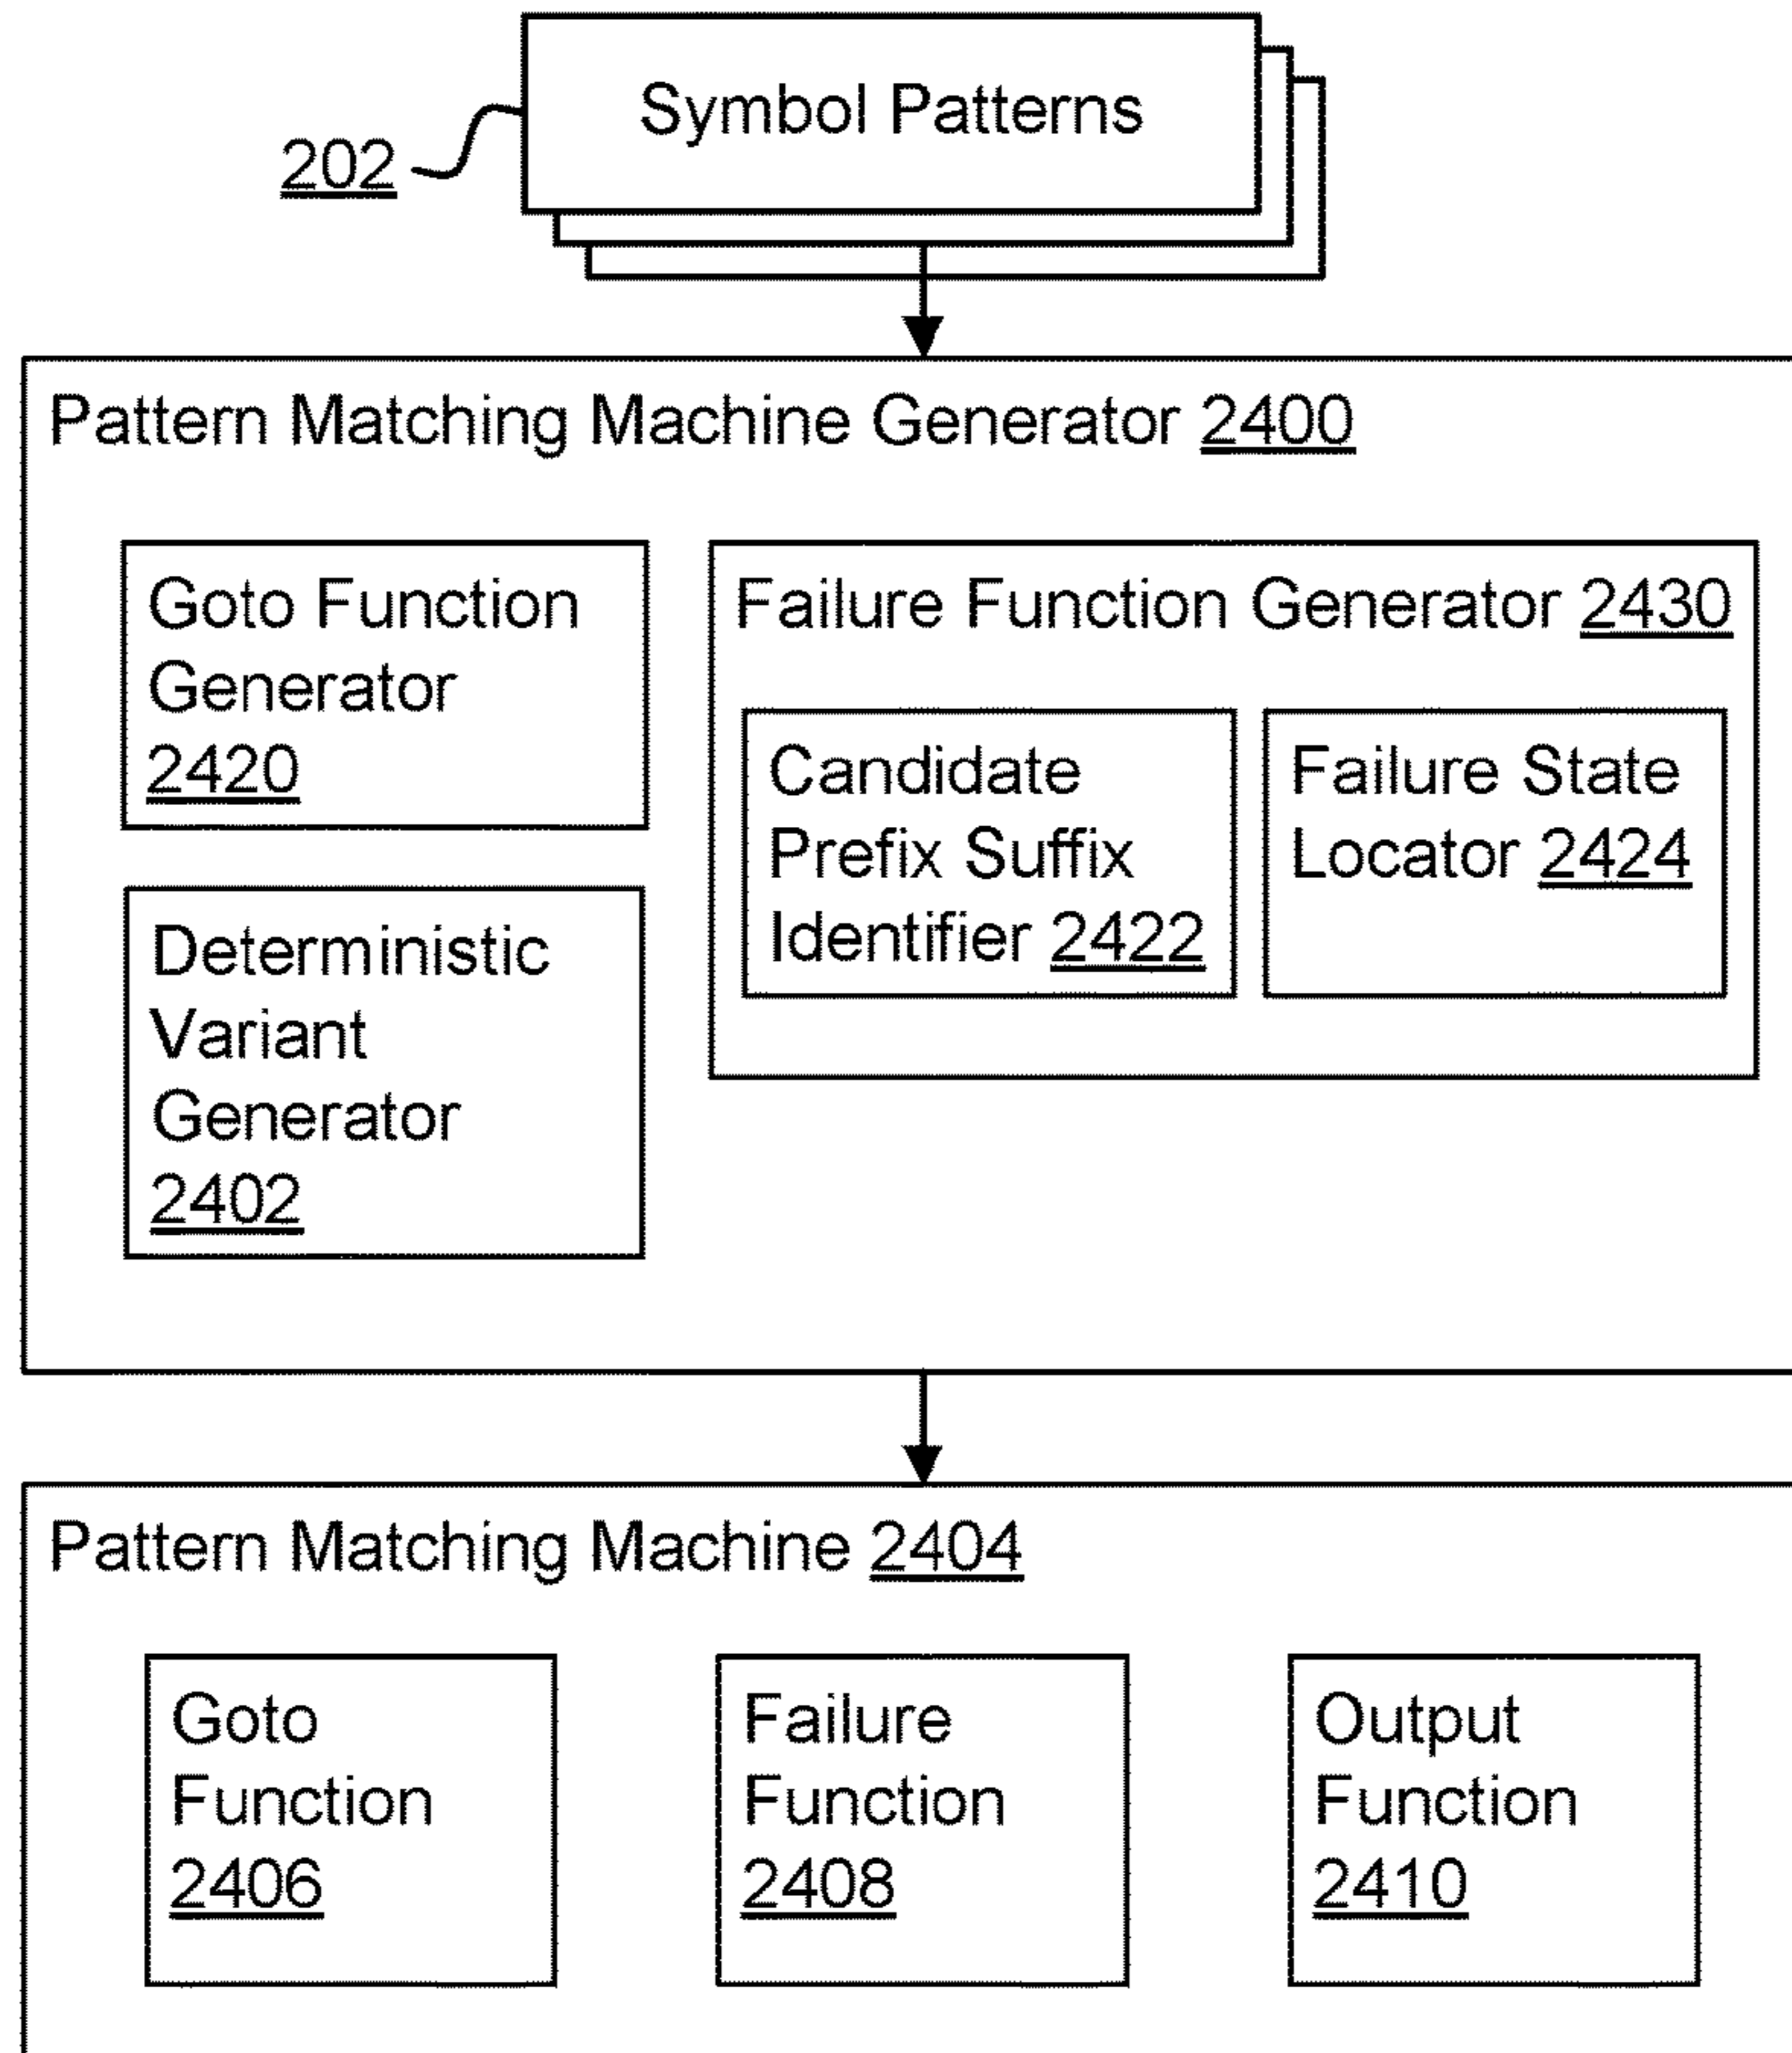 Symbol Patterns
202
Pattern Matching Machine Generator 2400
Goto Function
Generator
2420
Deterministic
Variant
Generator
2402
Failure Function Generator 2430
Candidate
Prefix Suffix
Identifier 2422
Failure State
Locator 2424
Pattern Matching Machine 2404
Goto
Function
2406
Failure
Function
2408
Output
Function
2410